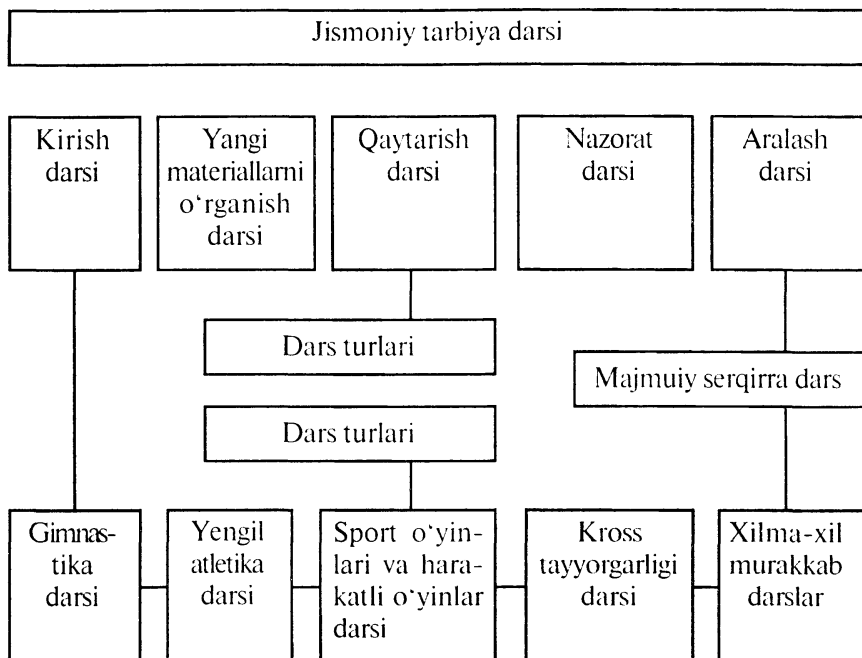 Jismoniy tarbiya darsi
Kirish
darsi
Yangi
materiallarni
o‘rganish
darsi
Qaytarish
darsi
Nazorat
darsi
Aralash
darsi
Dars turlari
Majmuiy serqirra dars
Dars turlari
Gimnas-
tika
darsi
Yengil
atletika
darsi
Sport o‘yin-
lari va hara-
katli o‘yinlar
darsi
Kross
tayyorgarligi
darsi
Xilma-xil
murakkab
darslar